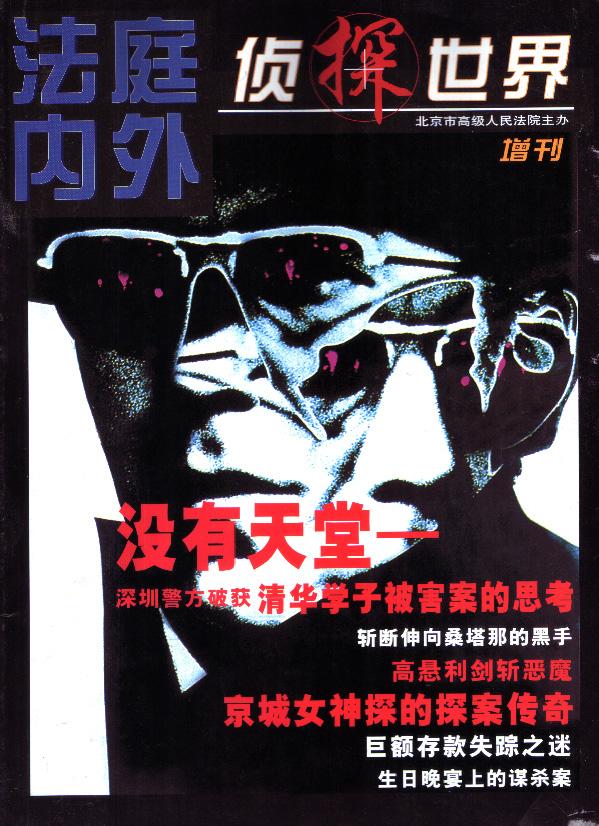 法庭
内外
侦探世界
北京市高级人民法院主办
增刊
没有天堂—
深圳警方破获清华学子被害案的思考
斩断伸向桑塔那的黑手
高悬利剑斩恶魔
京城女神探的探案传奇
巨额存款失踪之迷
生日晚宴上的谋杀案